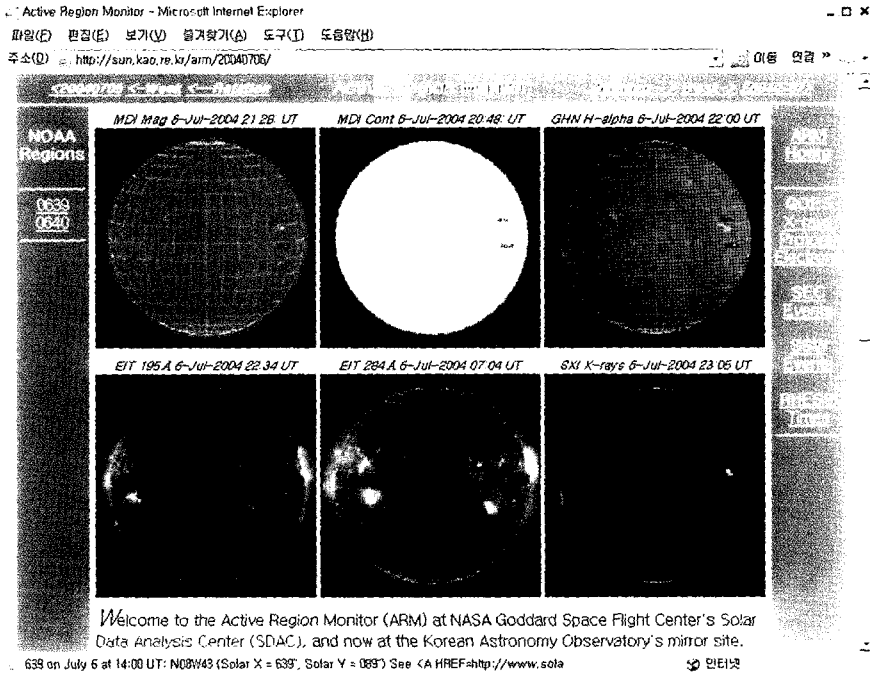 Active Region Monitor - Microsoft Internet Explorer
파일(F) 편집(E) 보기(V) 즐겨찾기(A) 도구(T) 도움말(H)
주소(D) http://sun.kao.re.kr/arm/20040706/ 이동 연결 »
MDI Mag 6-Jul-2004 21:28 UT
MDI Cont 6-Jul-2004 20:48 UT
GHN H-alpha 6-Jul-2004 22:00 UT
NOAA
Regions
0639
0640
EIT 195 Å 6-Jul-2004 22:34 UT
EIT 284 Å 6-Jul-2004 07:04 UT
SXI X-rays 6-Jul-2004 23:05 UT
Welcome to the Active Region Monitor (ARM) at NASA Goddard Space Flight Center's Solar
Data Analysis Center (SDAC), and now at the Korean Astronomy Observatory's mirror site.
639 on July 6 at 14:00 UT: N08W43 (Solar X = 639", Solar Y = 089") See <A HREF=http://www.sola 인터넷